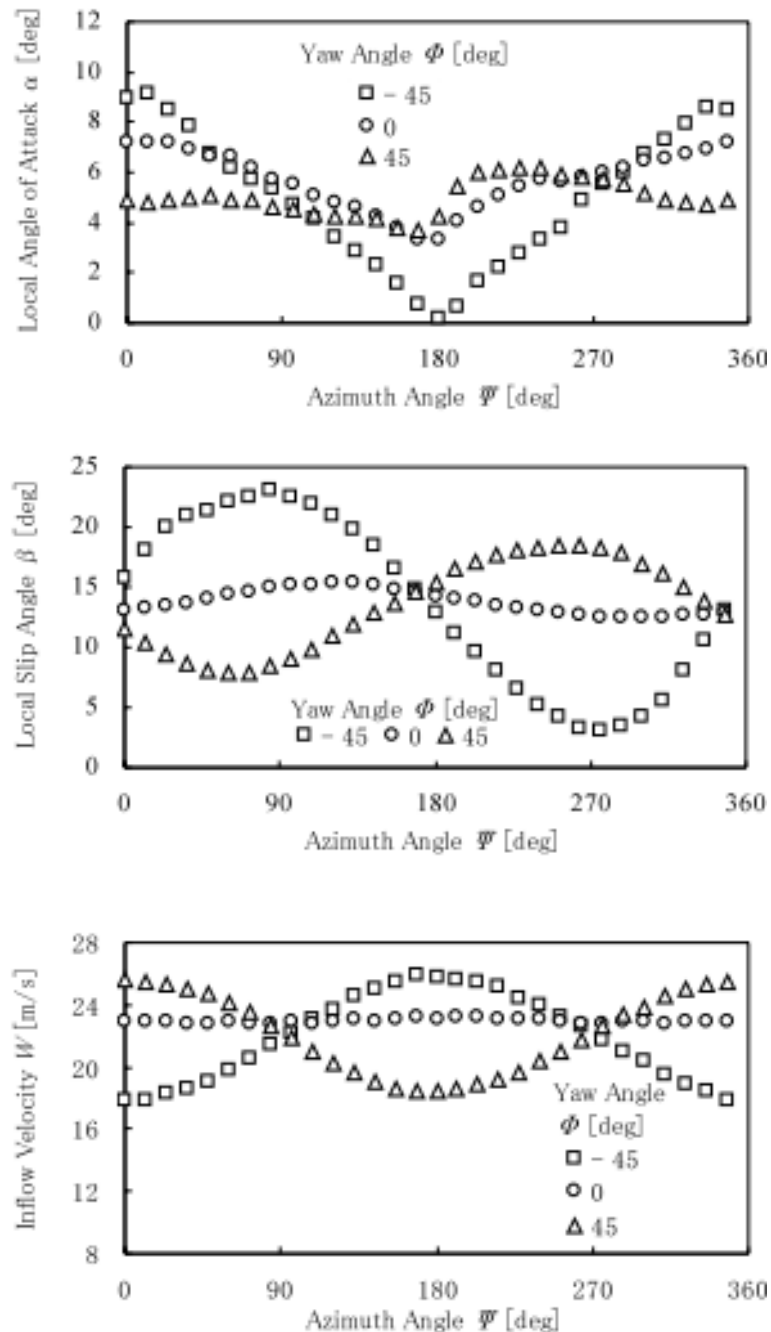 Local Angle of Attack α [deg]
12
10
8
6
4
2
0
Yaw Angle Φ [deg]
− 45
0
45
0 90 180 270 360
Azimuth Angle Ψ [deg]
Local Slip Angle β [deg]
25
20
15
10
5
0
Yaw Angle Φ [deg]
− 45 0 45
0 90 180 270 360
Azimuth Angle Ψ [deg]
Inflow Velocity W [m/s]
28
24
20
16
12
8
Yaw Angle
Φ [deg]
− 45
0
45
0 90 180 270 360
Azimuth Angle Ψ [deg]